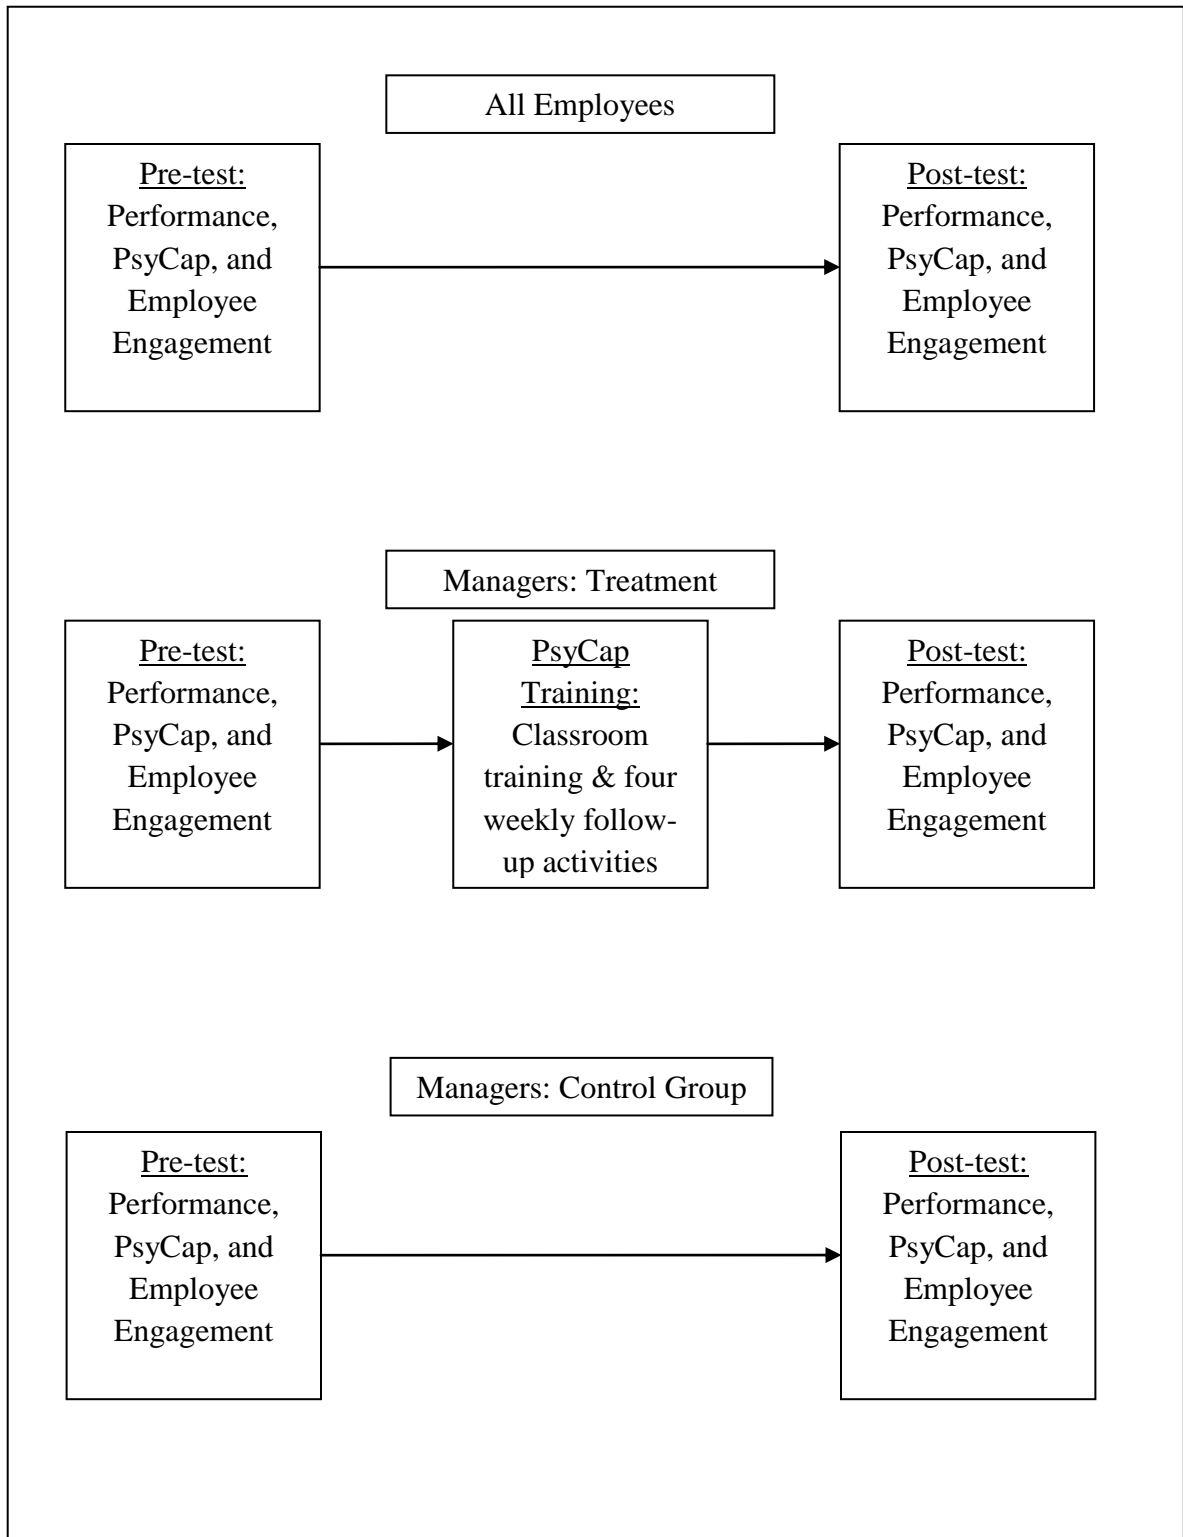 All Employees
Pre-test:
Performance,
PsyCap, and
Employee
Engagement
Post-test:
Performance,
PsyCap, and
Employee
Engagement
Managers: Treatment
Pre-test:
Performance,
PsyCap, and
Employee
Engagement
PsyCap
Training:
Classroom
training & four
weekly follow-
up activities
Post-test:
Performance,
PsyCap, and
Employee
Engagement
Managers: Control Group
Pre-test:
Performance,
PsyCap, and
Employee
Engagement
Post-test:
Performance,
PsyCap, and
Employee
Engagement